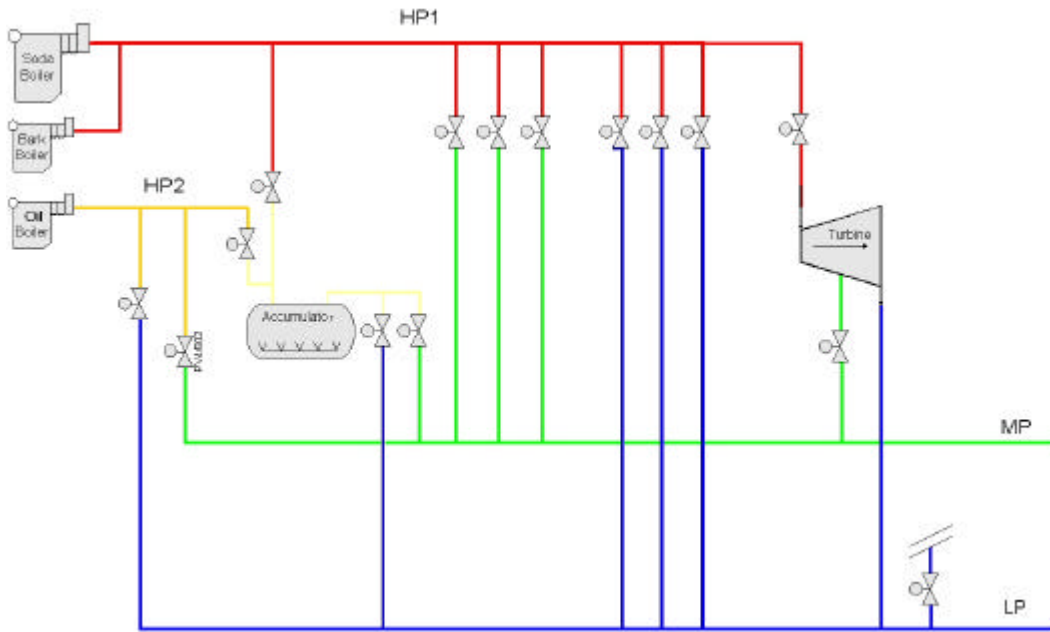 HP1
Soda
Boiler
Bark
Boiler
HP2
Oil
Boiler
Turbine
Accumulator
MP
LP